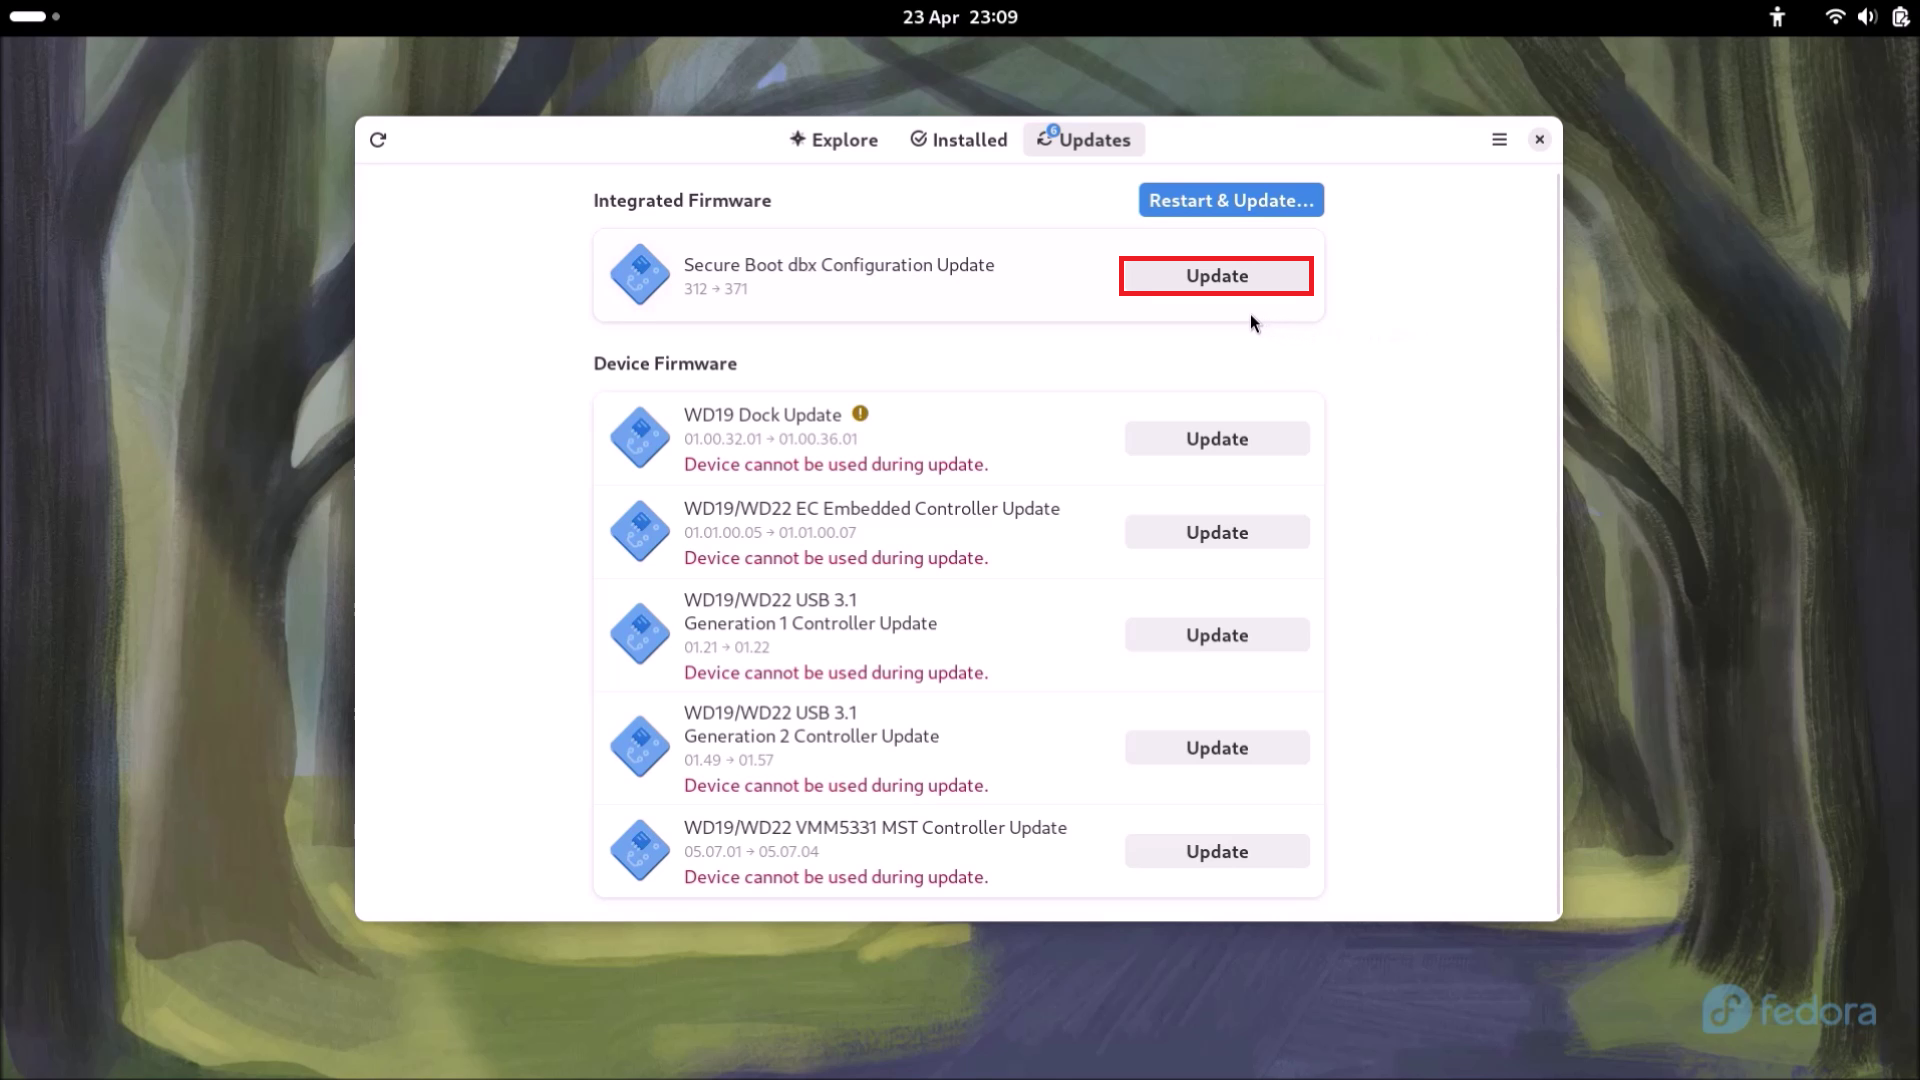 23 Apr 23:09
Explore
Installed
6
Updates
Integrated Firmware
Restart & Update...
Secure Boot dbx Configuration Update
312 → 371
Update
Device Firmware
WD19 Dock Update
01.00.32.01 → 01.00.36.01
Device cannot be used during update.
Update
WD19/WD22 EC Embedded Controller Update
01.01.00.05 → 01.01.00.07
Device cannot be used during update.
Update
WD19/WD22 USB 3.1
Generation 1 Controller Update
01.21 → 01.22
Device cannot be used during update.
Update
WD19/WD22 USB 3.1
Generation 2 Controller Update
01.49 → 01.57
Device cannot be used during update.
Update
WD19/WD22 VMM5331 MST Controller Update
05.07.01 → 05.07.04
Device cannot be used during update.
Update
fedora